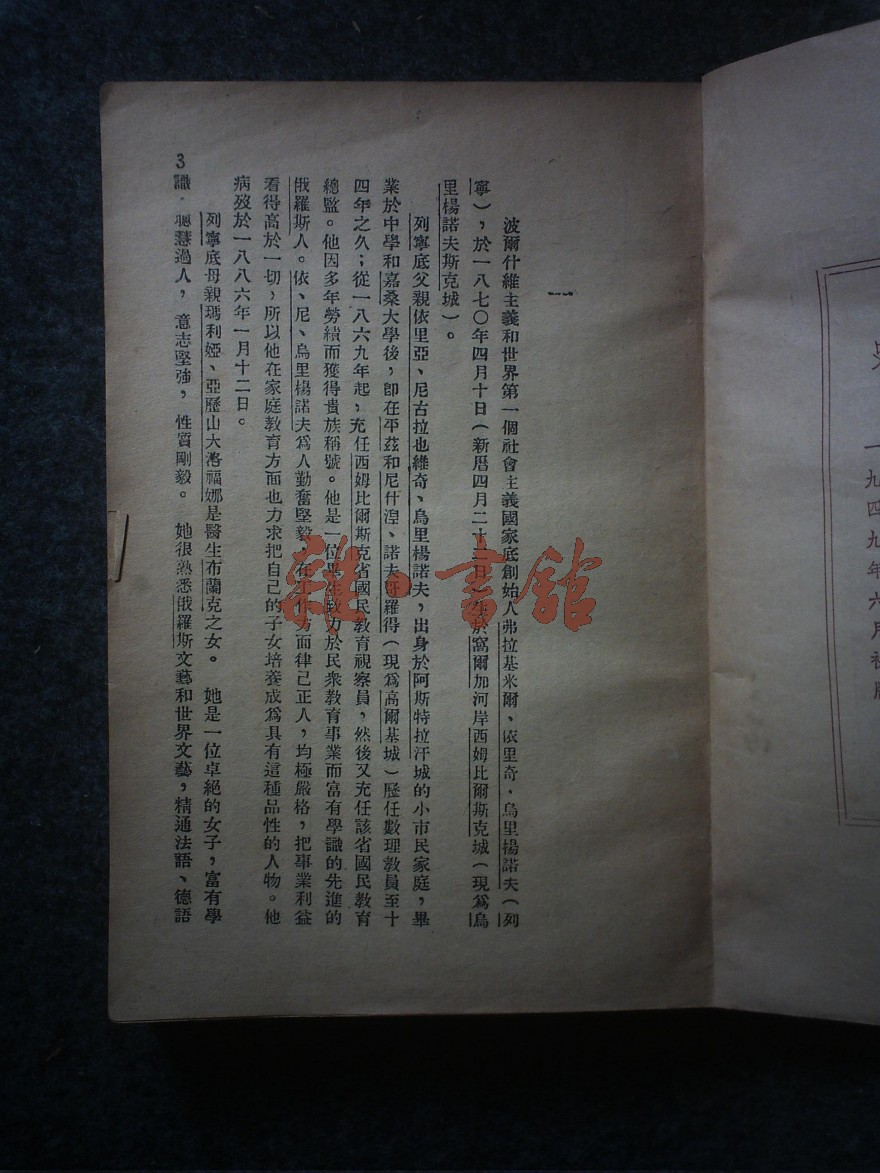 一九四九年六月初版
一
波爾什維主義和世界第一個社會主義國家底創始人弗拉基米爾、依里奇·烏里楊諾夫（列
寧），於一八七〇年四月十日（新曆四月二十二日）生於窩爾加河岸西姆比爾斯克城（現爲烏
里楊諾夫斯克城）。
列寧底父親依里亞、尼古拉也維奇、烏里楊諾夫，出身於阿斯特拉汗城的小市民家庭，畢
業於中學和嘉桑大學後，卽在平茲和尼什涅、諾夫哥羅得（現爲高爾基城）歷任數理教員至十
四年之久；從一八六九年起，充任西姆比爾斯克省國民教育視察員，然後又充任該省國民教育
總監。他因多年勞績而獲得貴族稱號。他是一位畢生致力於民衆教育事業而富有學識的先進的
俄羅斯人。依、尼、烏里楊諾夫爲人勤奮堅毅，在工作方面律己正人，均極嚴格，把事業利益
看得高於一切，所以他在家庭教育方面也力求把自己的子女培養成爲具有這種品性的人物。他
病歿於一八八六年一月十二日。
列寧底母親瑪利婭、亞歷山大洛福娜是醫生布蘭克之女。她是一位卓絕的女子，富有學
識，聰慧過人，意志堅強，性質剛毅。她很熟悉俄羅斯文藝和世界文藝，精通法語、德語
3
雜·書館